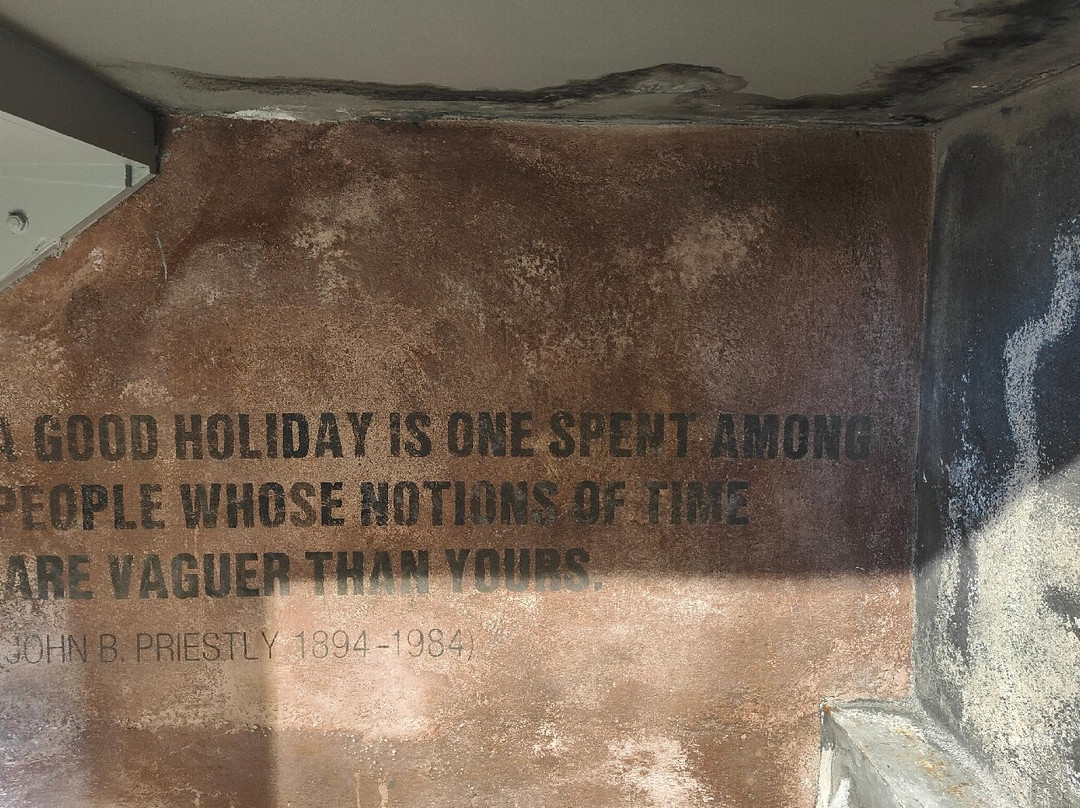 A GOOD HOLIDAY IS ONE SPENT AMONG
PEOPLE WHOSE NOTIONS OF TIME
ARE VAGUER THAN YOURS.
JOHN B. PRIESTLY 1894-1984)